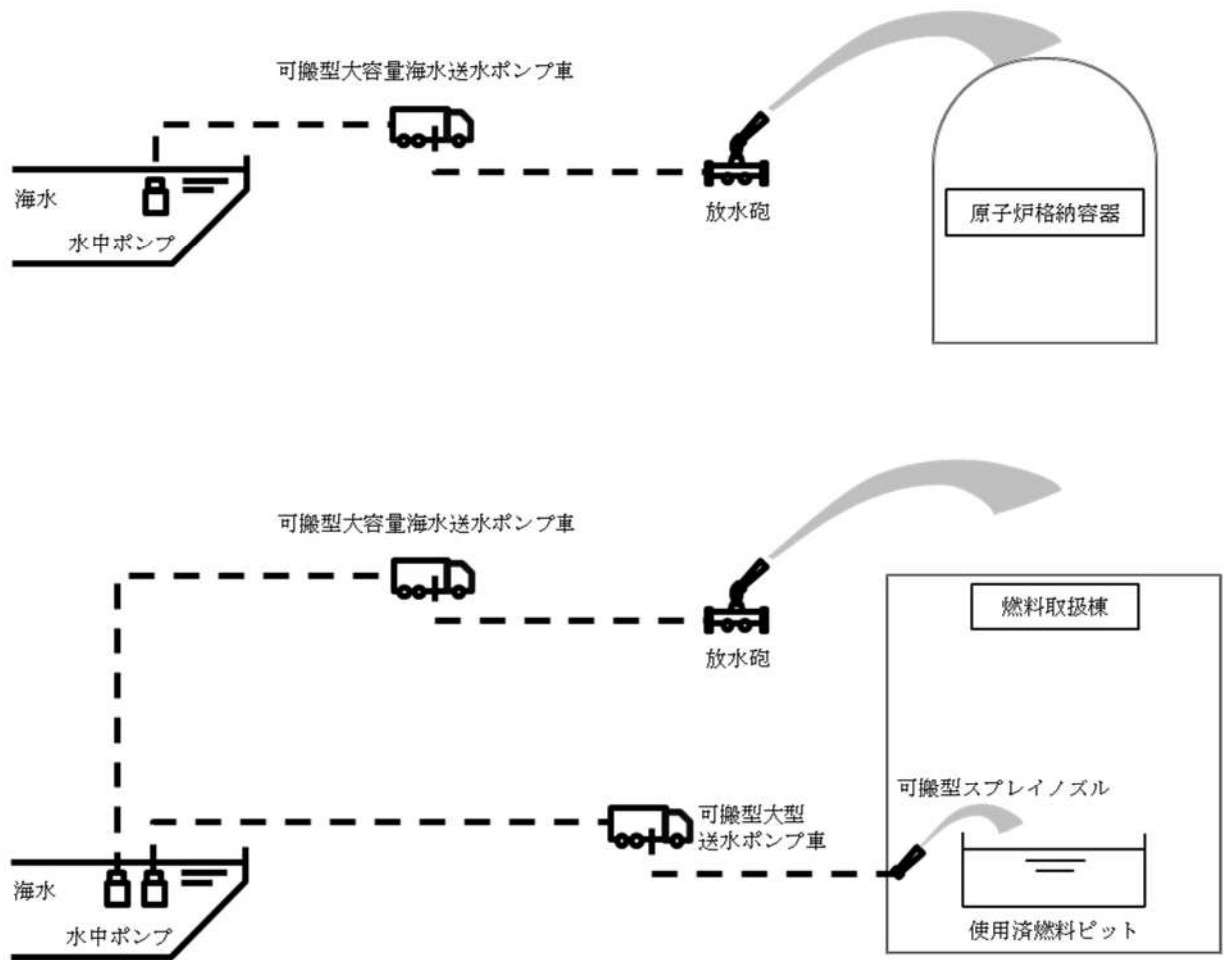 可搬型大容量海水送水ポンプ車
海水
水中ポンプ
放水砲
原子炉格納容器
可搬型大容量海水送水ポンプ車
放水砲
燃料取扱棟
可搬型スプレイノズル
可搬型大型
送水ポンプ車
海水
水中ポンプ
使用済燃料ピット